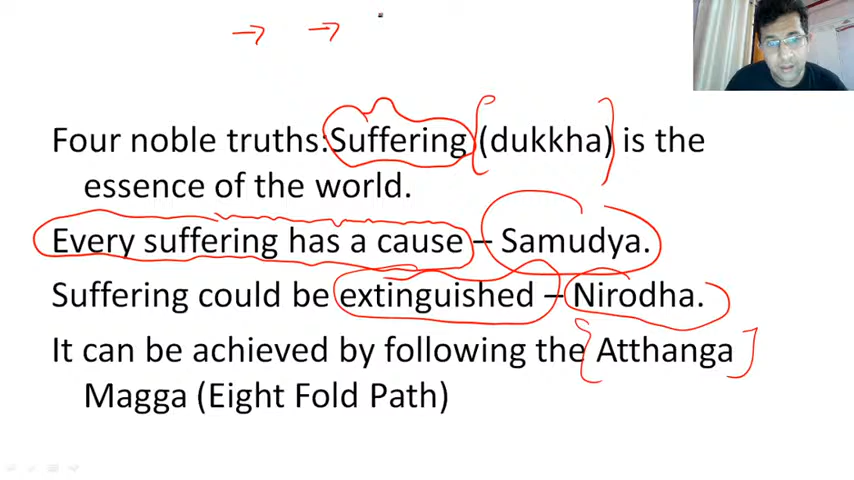 Four noble truths:Suffering (dukkha) is the
essence of the world.
Every suffering has a cause – Samudya.
Suffering could be extinguished – Nirodha.
It can be achieved by following the Atthanga
Magga (Eight Fold Path)